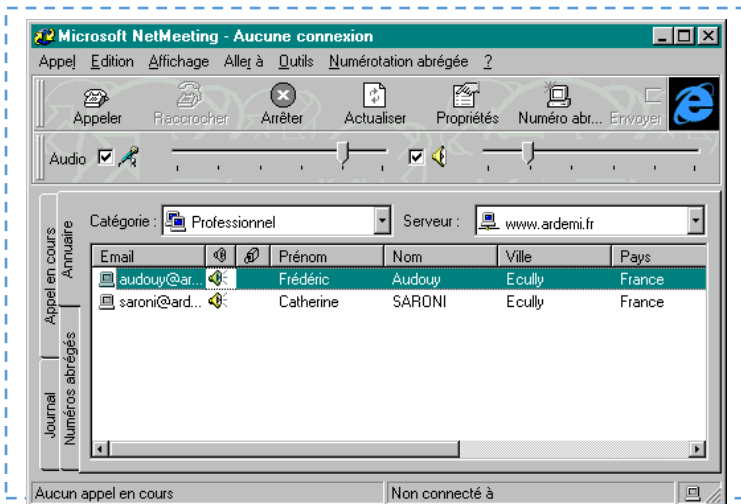 Microsoft NetMeeting - Aucune connexion
Appel Edition Affichage Aller à Outils Numérotation abrégée ?
Appeler Raccrocher Arrêter Actualiser Propriétés Numéro abr... Envoyer
Audio
Catégorie : Professionnel Serveur : www.ardemi.fr
Email Prénom Nom Ville Pays
audouy@ar... Frédéric Audouy Ecully France
saroni@ard... Catherine SARONI Ecully France
Appel en cours
Annuaire
Journal
Numéros abrégés
Aucun appel en cours Non connecté à